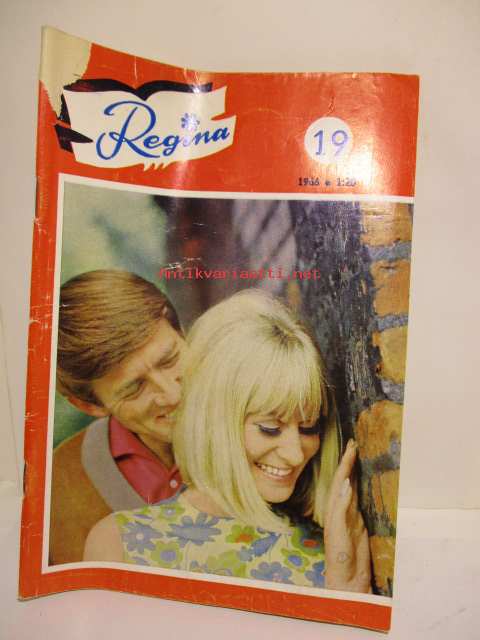 Regina
19
1966 • 1:20
Antikvariaatti.net